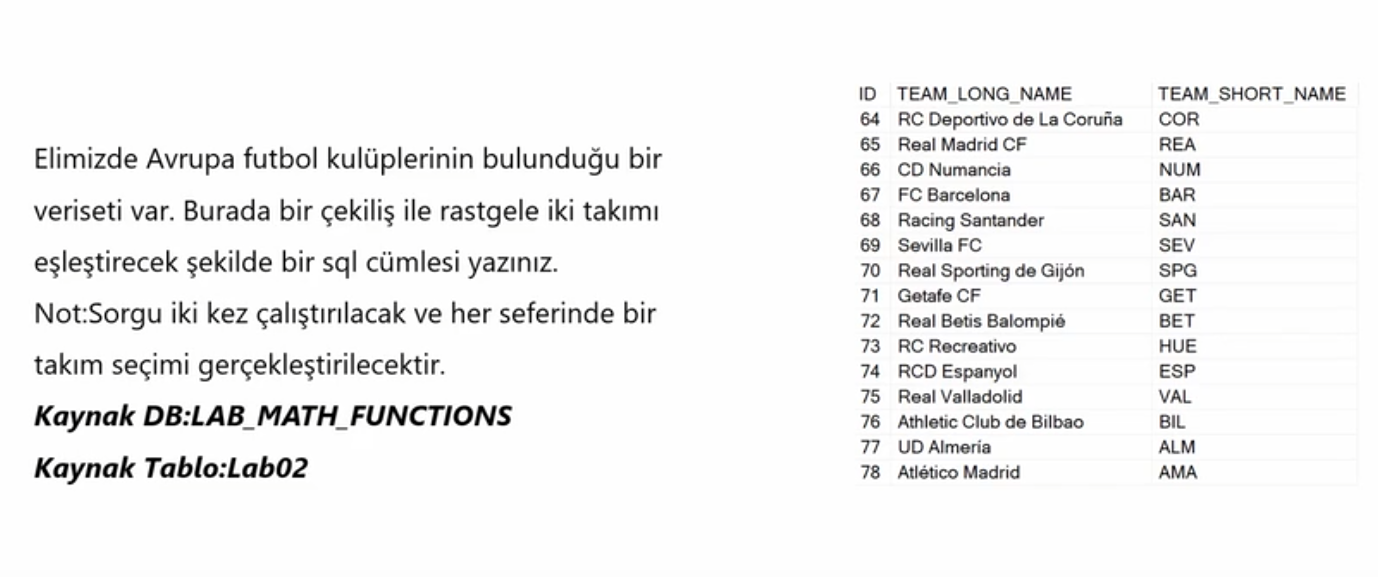 Elimizde Avrupa futbol kulüplerinin bulunduğu bir
veriseti var. Burada bir çekiliş ile rastgele iki takımı
eşleştirecek şekilde bir sql cümlesi yazınız.
Not:Sorgu iki kez çalıştırılacak ve her seferinde bir
takım seçimi gerçekleştirilecektir.
Kaynak DB:LAB_MATH_FUNCTIONS
Kaynak Tablo:Lab02
ID TEAM_LONG_NAME TEAM_SHORT_NAME
64 RC Deportivo de La Coruña COR
65 Real Madrid CF REA
66 CD Numancia NUM
67 FC Barcelona BAR
68 Racing Santander SAN
69 Sevilla FC SEV
70 Real Sporting de Gijón SPG
71 Getafe CF GET
72 Real Betis Balompié BET
73 RC Recreativo HUE
74 RCD Espanyol ESP
75 Real Valladolid VAL
76 Athletic Club de Bilbao BIL
77 UD Almería ALM
78 Atlético Madrid AMA